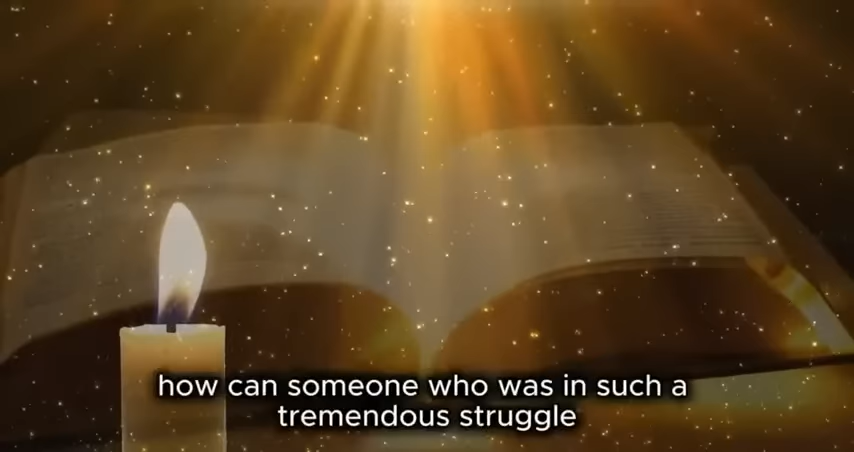 how can someone who was in such a
tremendous struggle